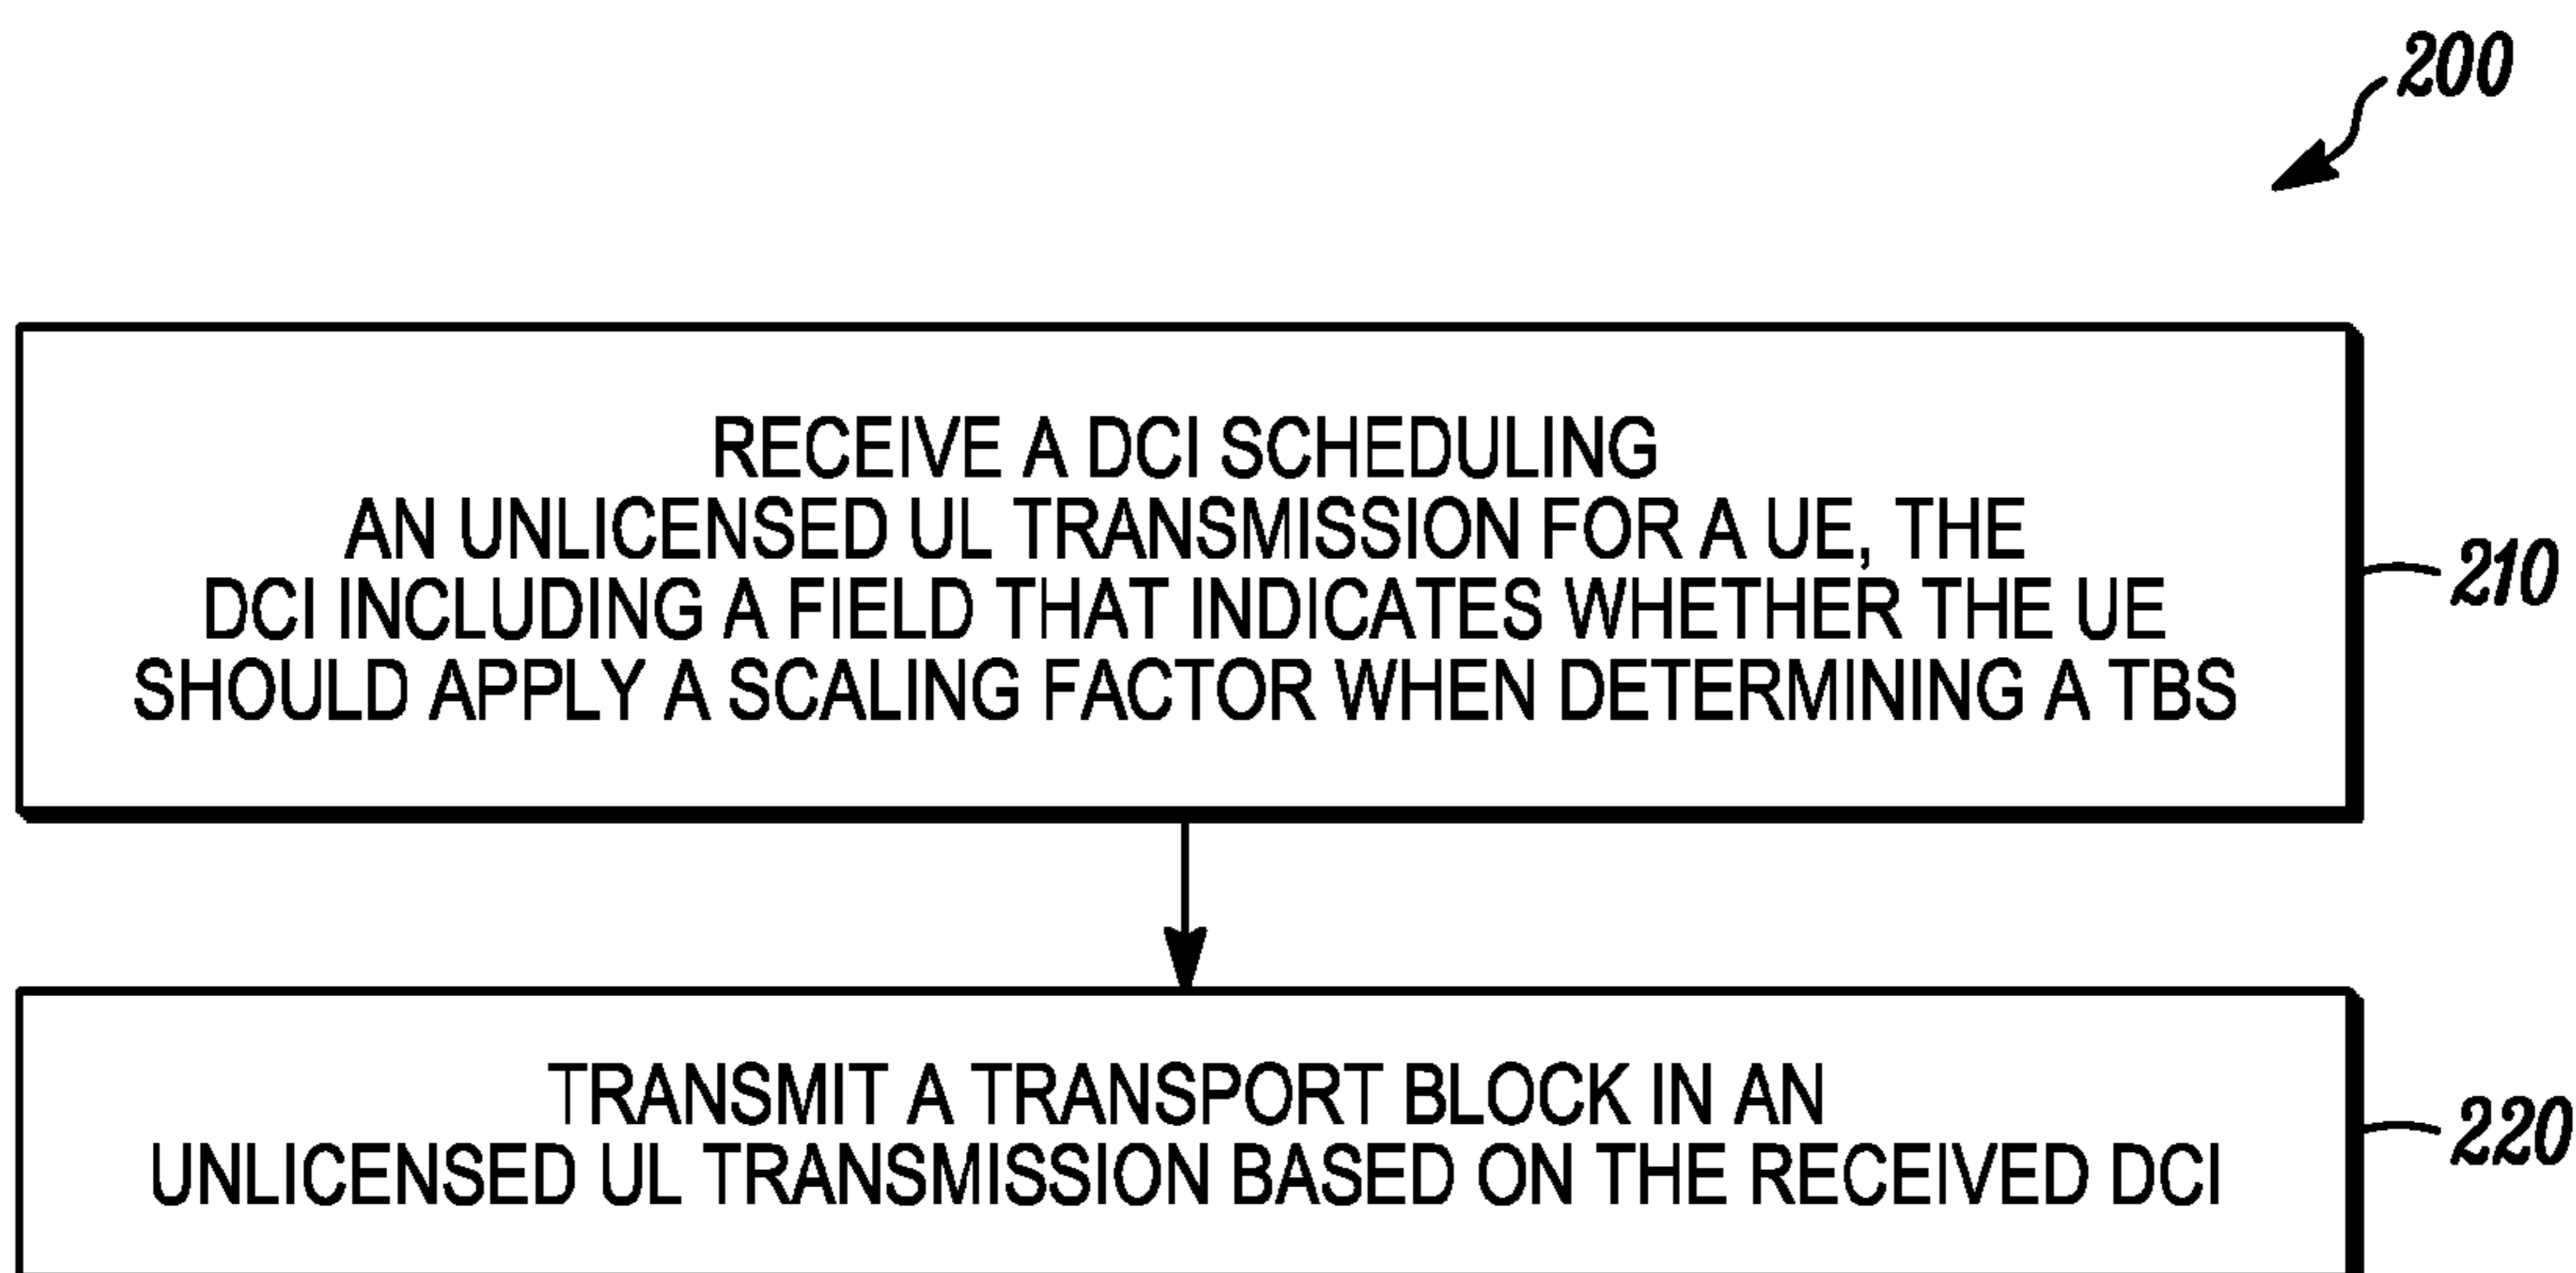 200
RECEIVE A DCI SCHEDULING
AN UNLICENSED UL TRANSMISSION FOR A UE, THE
DCI INCLUDING A FIELD THAT INDICATES WHETHER THE UE
SHOULD APPLY A SCALING FACTOR WHEN DETERMINING A TBS
210
TRANSMIT A TRANSPORT BLOCK IN AN
UNLICENSED UL TRANSMISSION BASED ON THE RECEIVED DCI
220